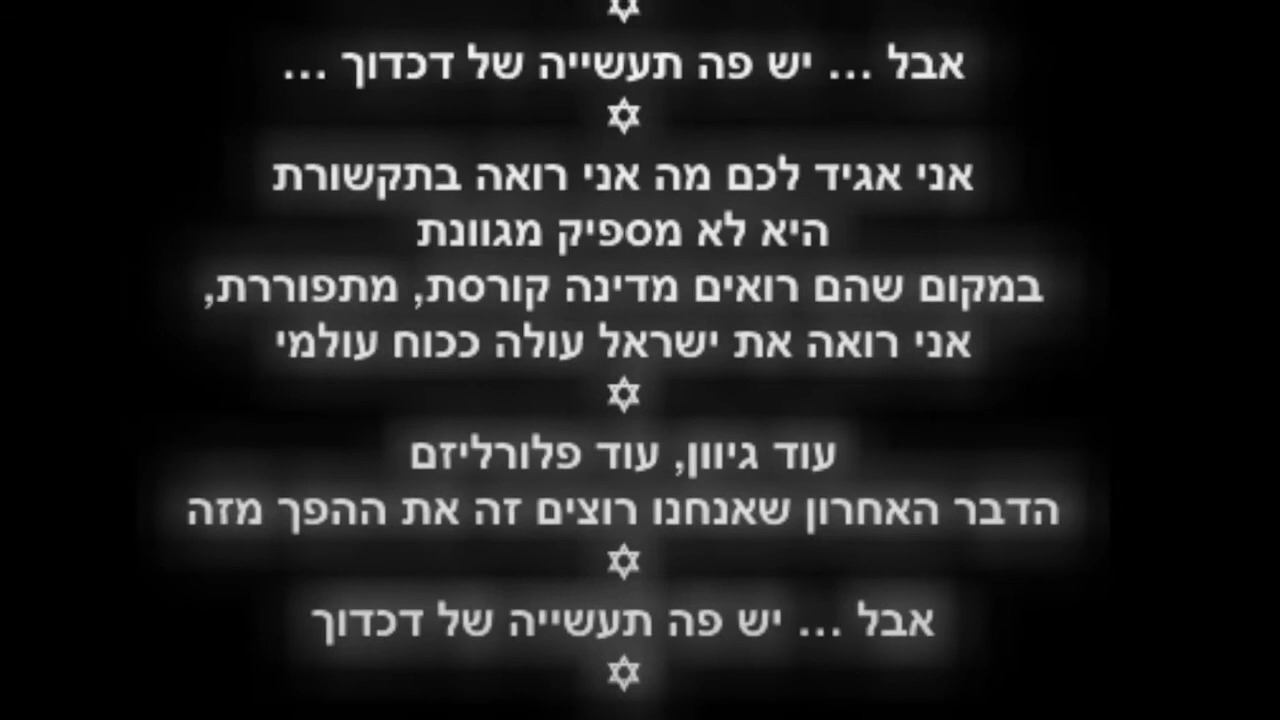 ✡
אבל ... יש פה תעשייה של דכדוך ...
✡
אני אגיד לכם מה אני רואה בתקשורת
היא לא מספיק מגוונת
במקום שהם רואים מדינה קורסת, מתפוררת,
אני רואה את ישראל עולה ככוח עולמי
✡
עוד גיוון, עוד פלורליזם
הדבר האחרון שאנחנו רוצים זה את ההפך מזה
✡
אבל ... יש פה תעשייה של דכדוך
✡